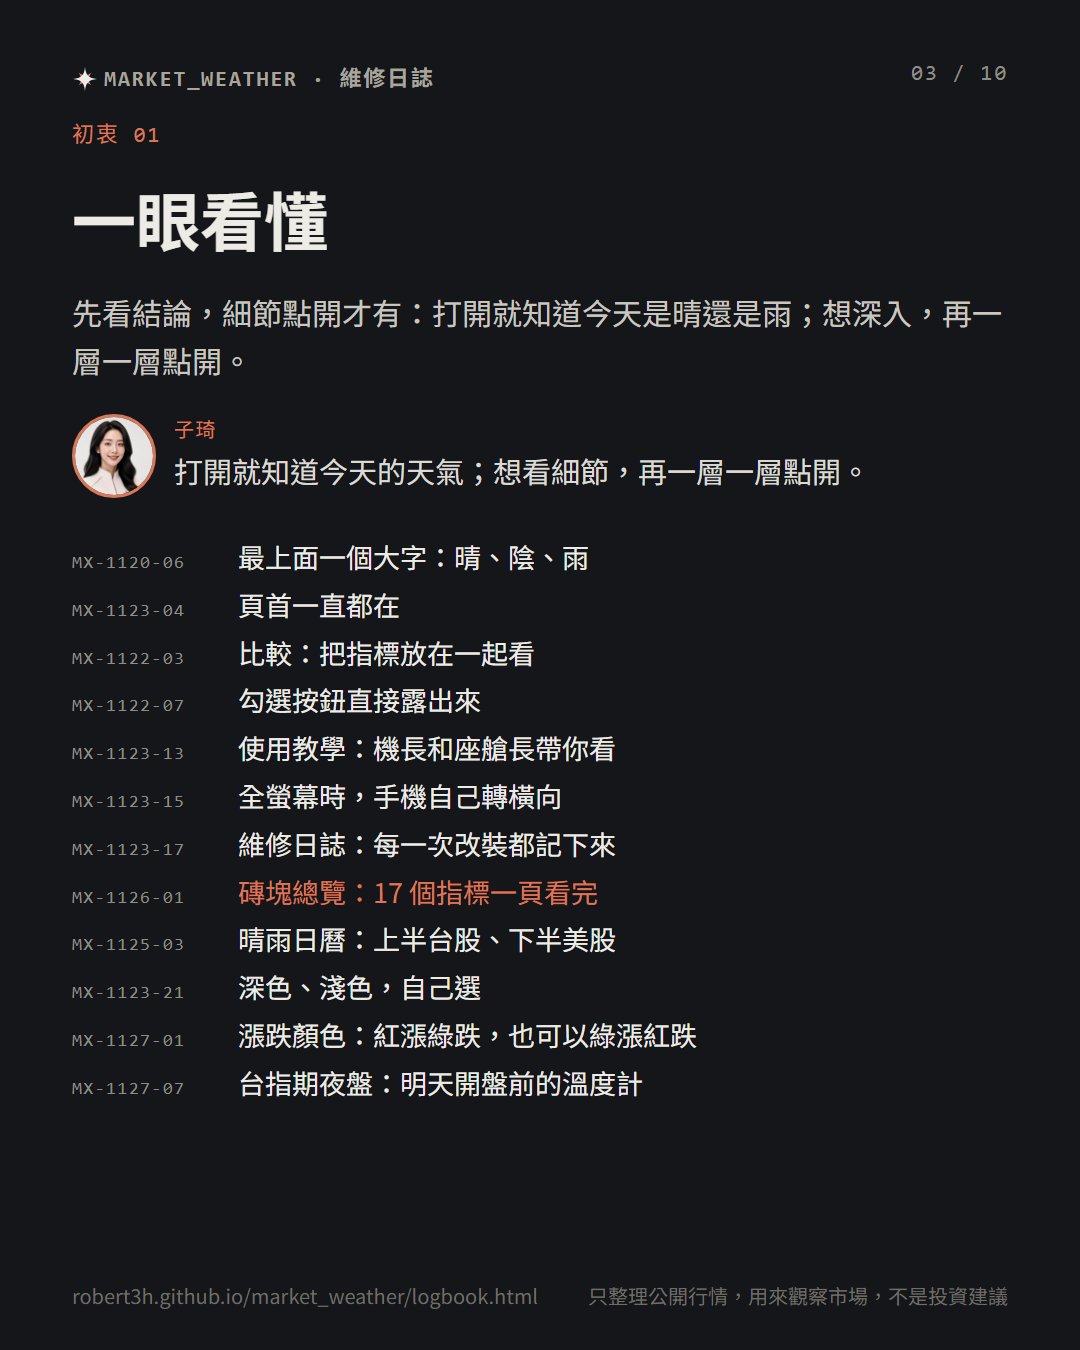 MARKET_WEATHER · 維修日誌
03 / 10
初衷 01
一眼看懂
先看結論，細節點開才有：打開就知道今天是晴還是雨；想深入，再一
層一層點開。
子琦
打開就知道今天的天氣；想看細節，再一層一層點開。
MX-1120-06 最上面一個大字：晴、陰、雨
MX-1123-04 頁首一直都在
MX-1122-03 比較：把指標放在一起看
MX-1122-07 勾選按鈕直接露出來
MX-1123-13 使用教學：機長和座艙長帶你看
MX-1123-15 全螢幕時，手機自己轉橫向
MX-1123-17 維修日誌：每一次改裝都記下來
MX-1126-01 磚塊總覽：17 個指標一頁看完
MX-1125-03 晴雨日曆：上半台股、下半美股
MX-1123-21 深色、淺色，自己選
MX-1127-01 漲跌顏色：紅漲綠跌，也可以綠漲紅跌
MX-1127-07 台指期夜盤：明天開盤前的溫度計
robert3h.github.io/market_weather/logbook.html
只整理公開行情，用來觀察市場，不是投資建議